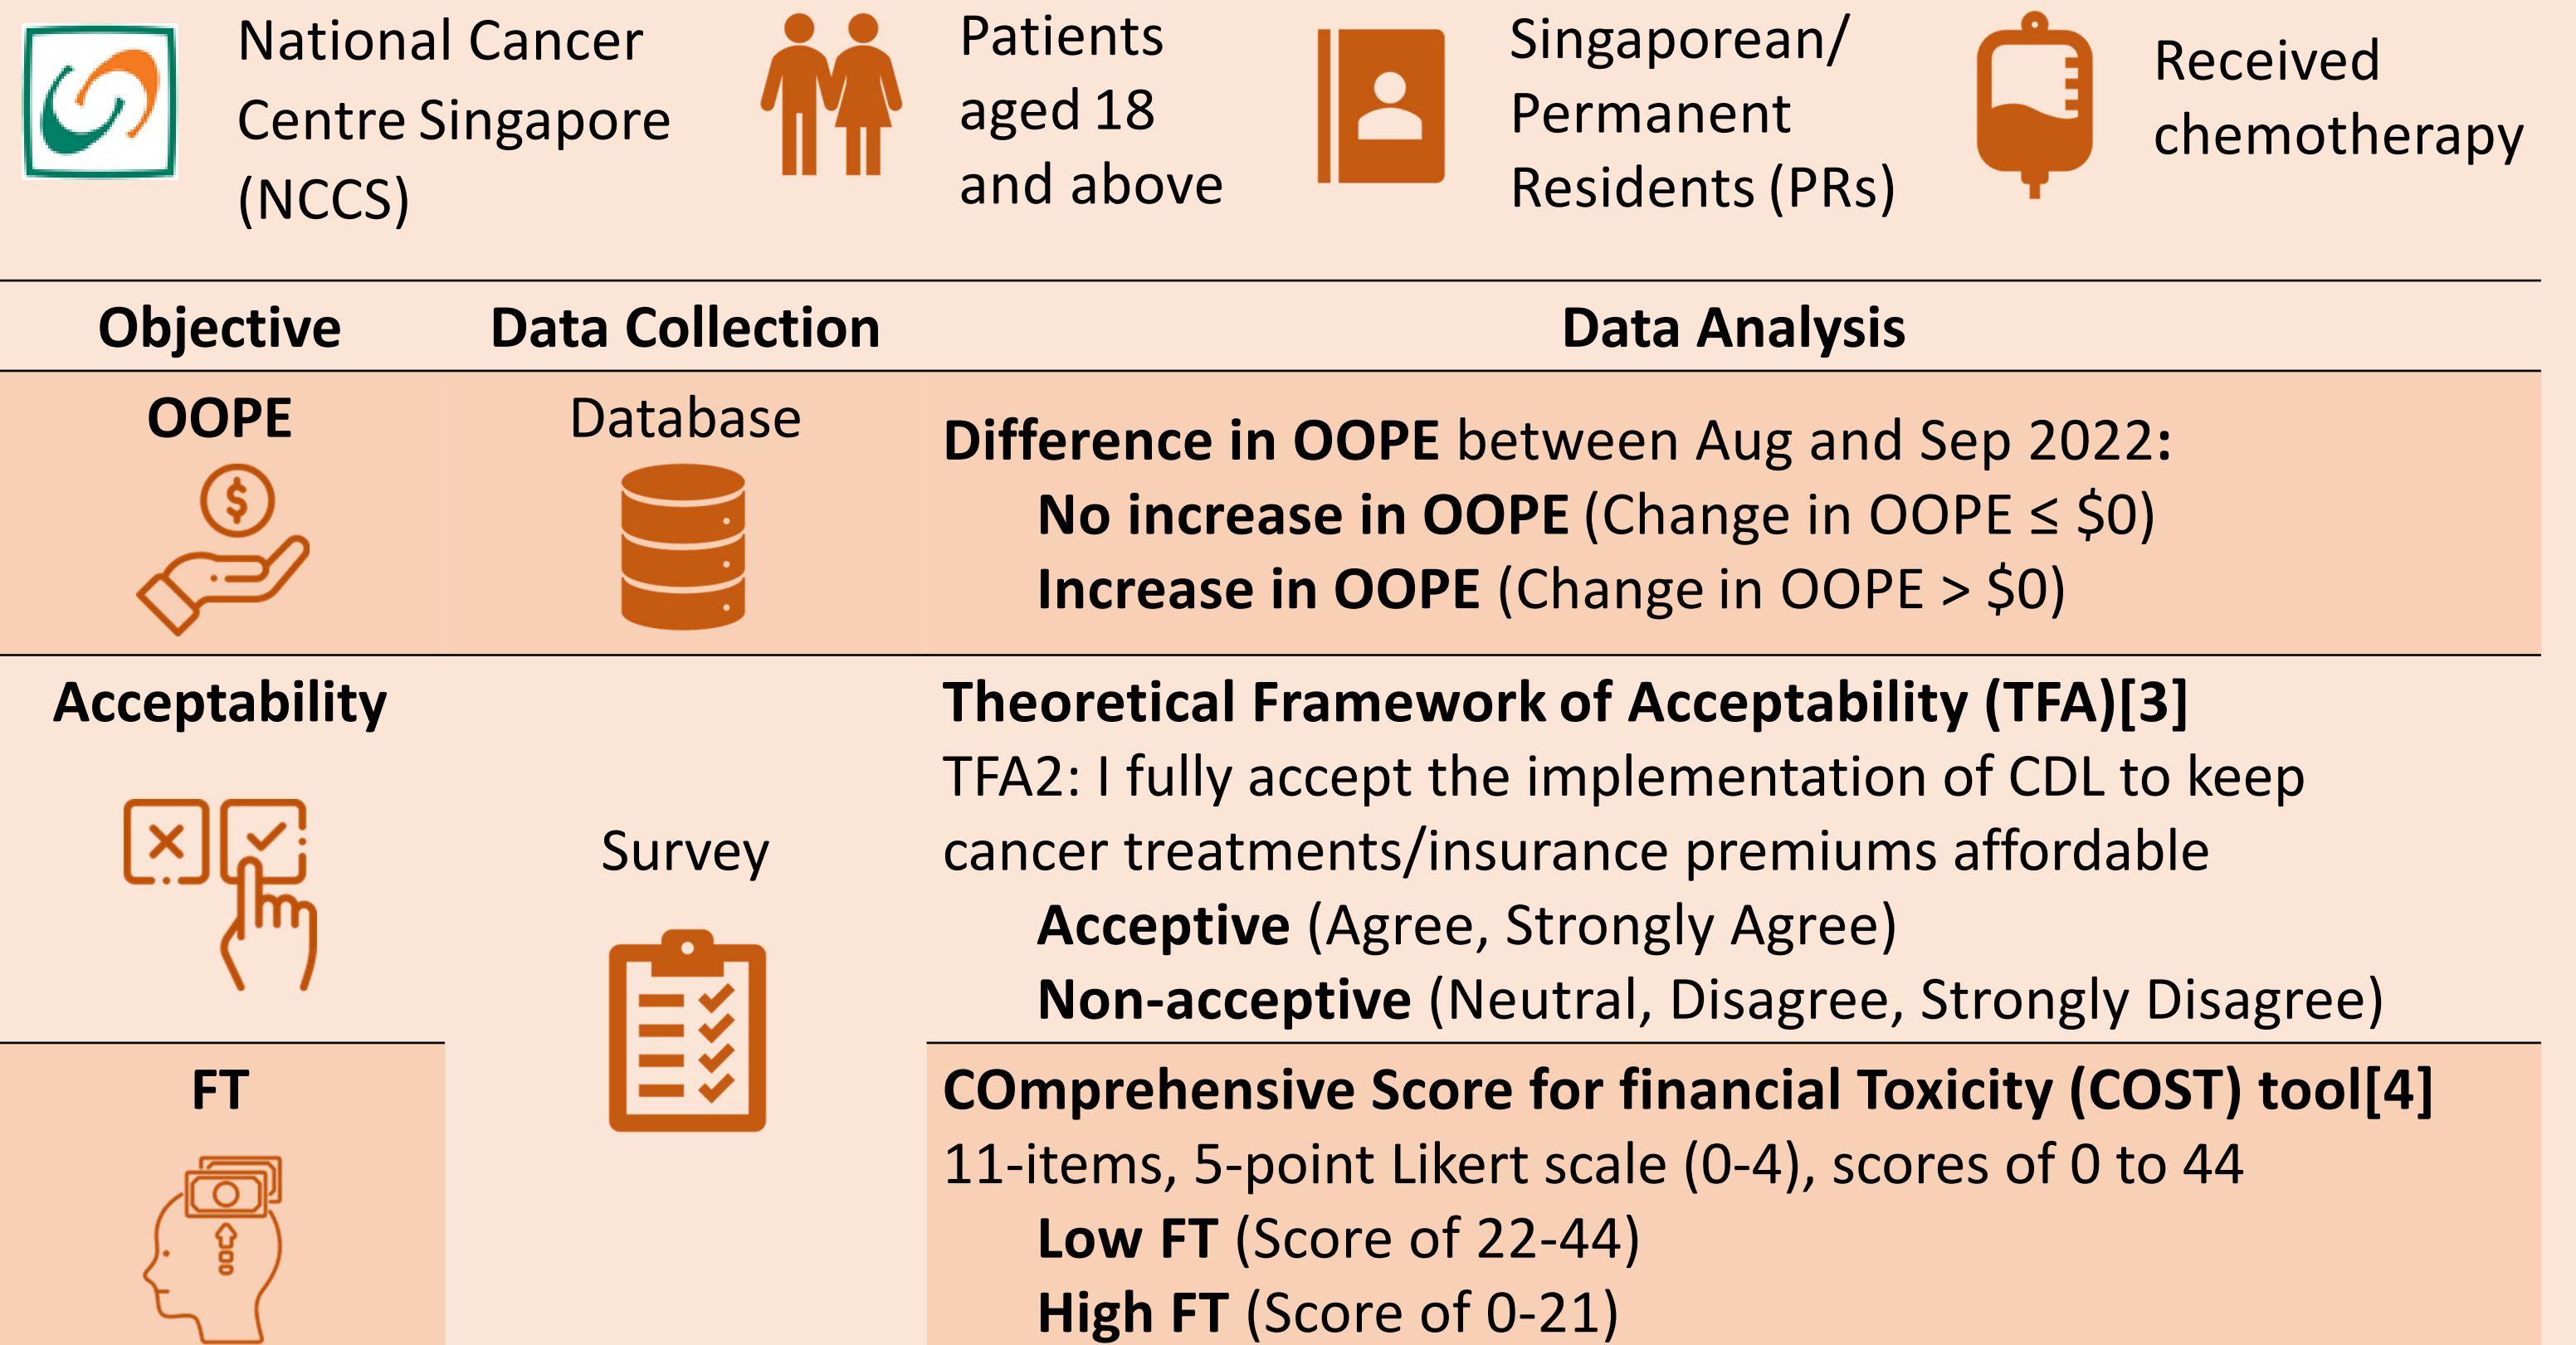 National Cancer
Centre Singapore
(NCCS)
Patients
aged 18
and above
Singaporean/
Permanent
Residents (PRs)
Received
chemotherapy
Objective
Data Collection
Data Analysis
OOPE
Database
Difference in OOPE between Aug and Sep 2022:
No increase in OOPE (Change in OOPE ≤ $0)
Increase in OOPE (Change in OOPE > $0)
Acceptability
Survey
Theoretical Framework of Acceptability (TFA)[3]
TFA2: I fully accept the implementation of CDL to keep
cancer treatments/insurance premiums affordable
Acceptive (Agree, Strongly Agree)
Non-acceptive (Neutral, Disagree, Strongly Disagree)
FT
COmprehensive Score for financial Toxicity (COST) tool[4]
11-items, 5-point Likert scale (0-4), scores of 0 to 44
Low FT (Score of 22-44)
High FT (Score of 0-21)